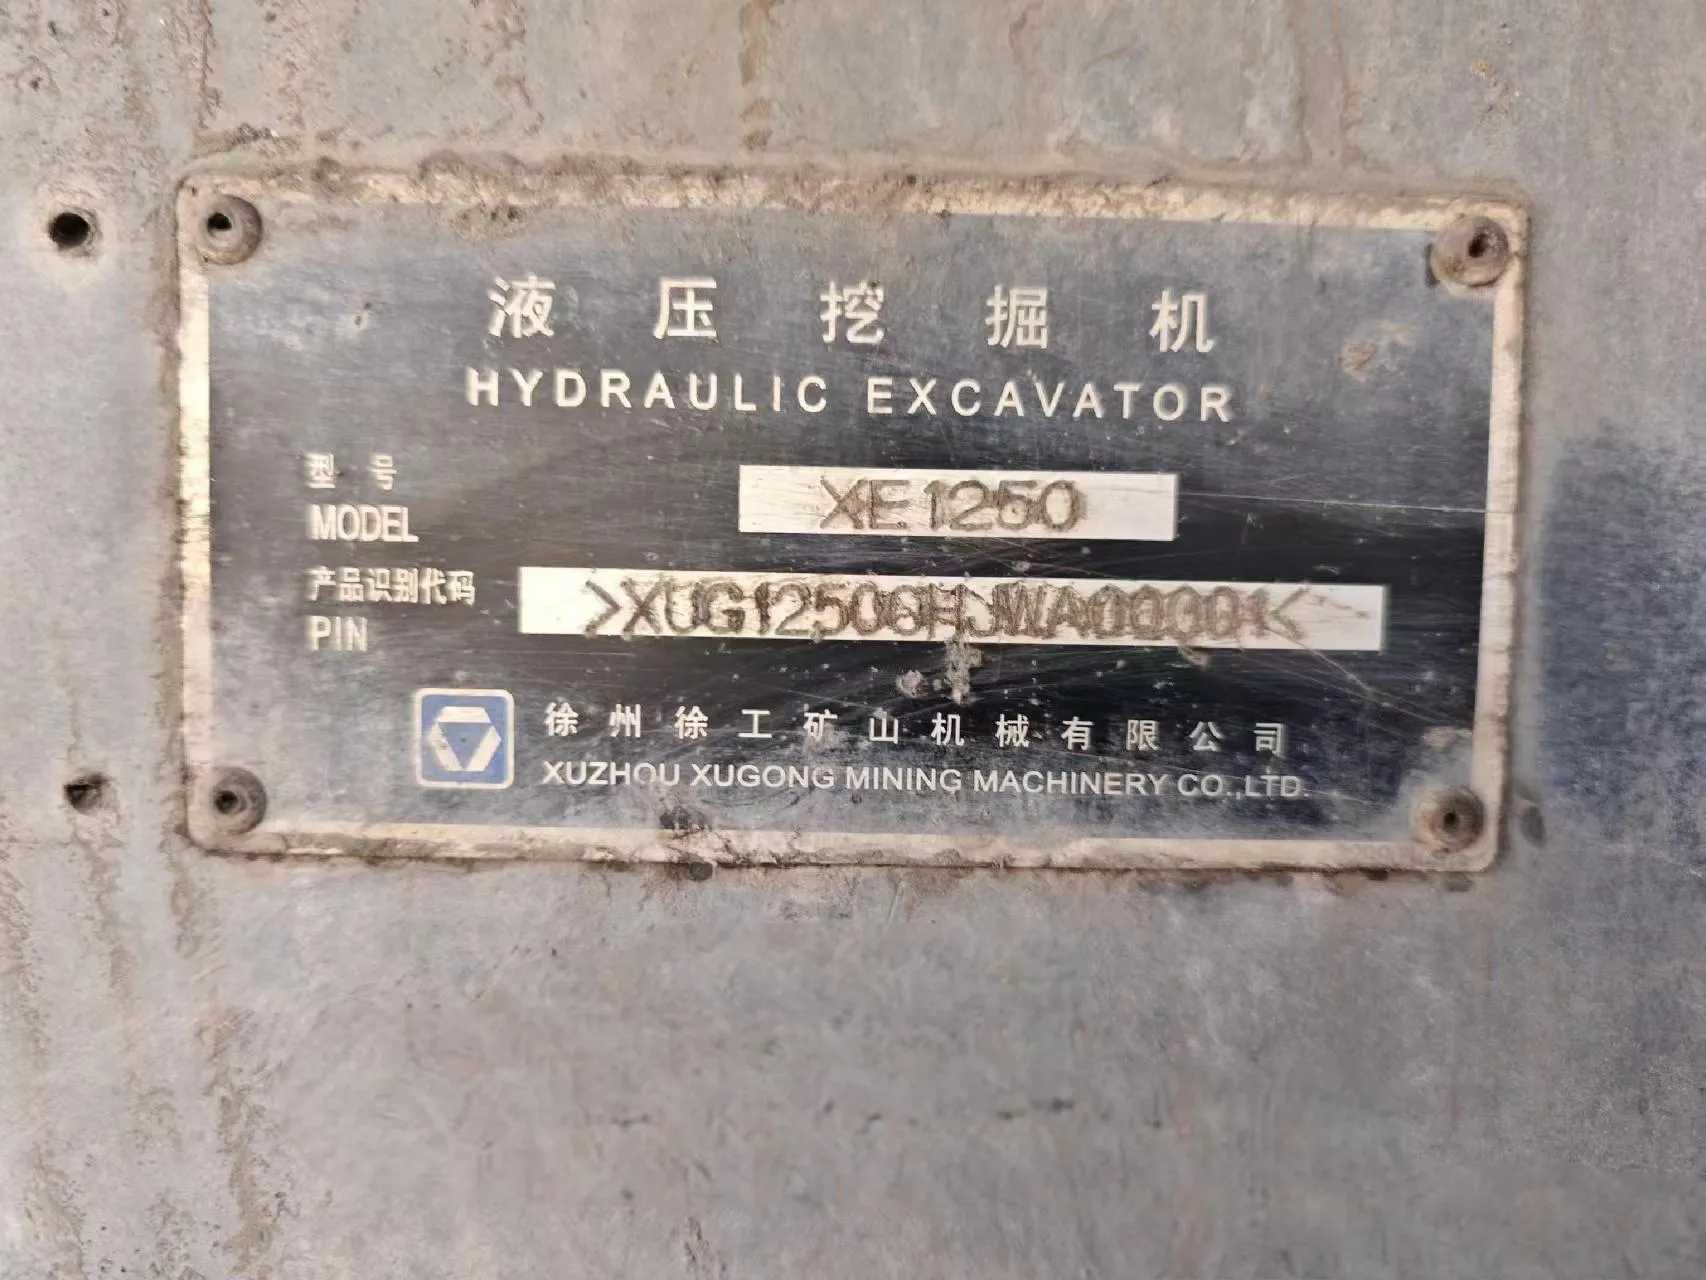 液压挖掘机
HYDRAULIC EXCAVATOR
型号
MODEL
XE1250
产品识别代码
PIN
>XUG12506HJWA00001<
徐州徐工矿山机械有限公司
XUZHOU XUGONG MINING MACHINERY CO.,LTD.